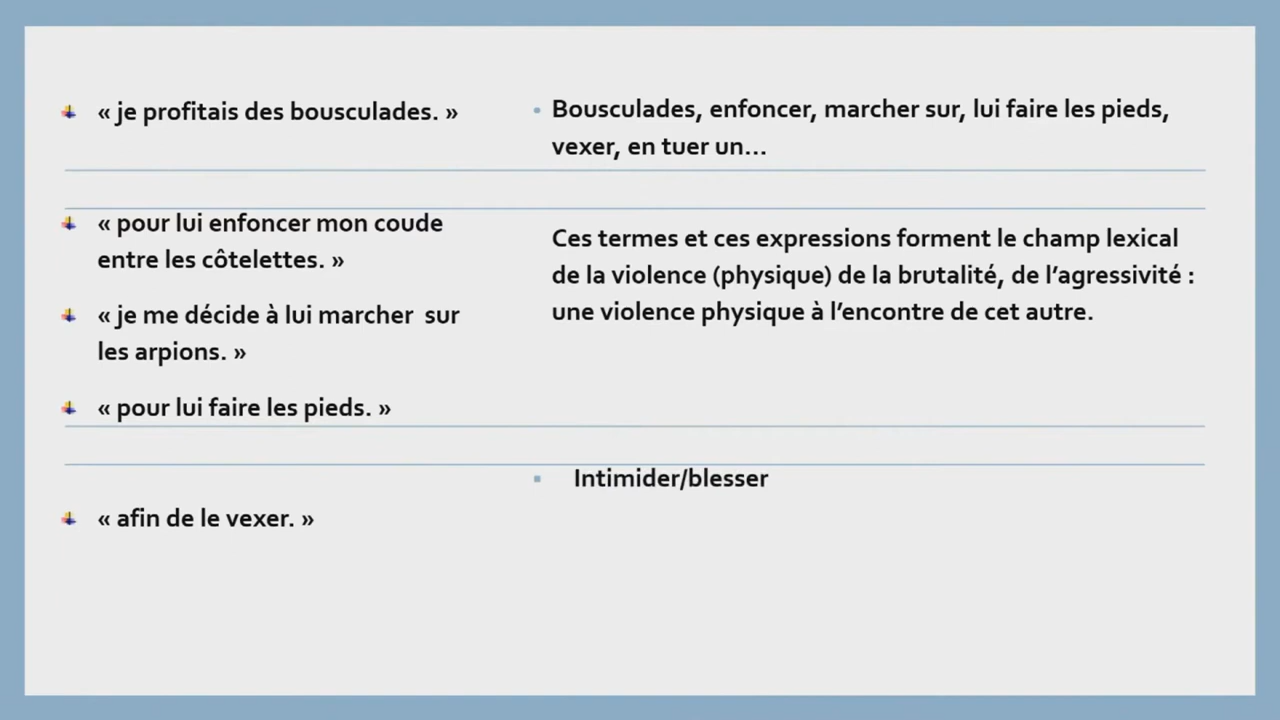 « je profitais des bousculades. »
« pour lui enfoncer mon coude
entre les côtelettes. »
« je me décide à lui marcher  sur
les arpions. »
« pour lui faire les pieds. »
« afin de le vexer. »
Bousculades, enfoncer, marcher sur, lui faire les pieds,
vexer, en tuer un…
Ces termes et ces expressions forment le champ lexical
de la violence (physique) de la brutalité, de l’agressivité :
une violence physique à l’encontre de cet autre.
Intimider/blesser